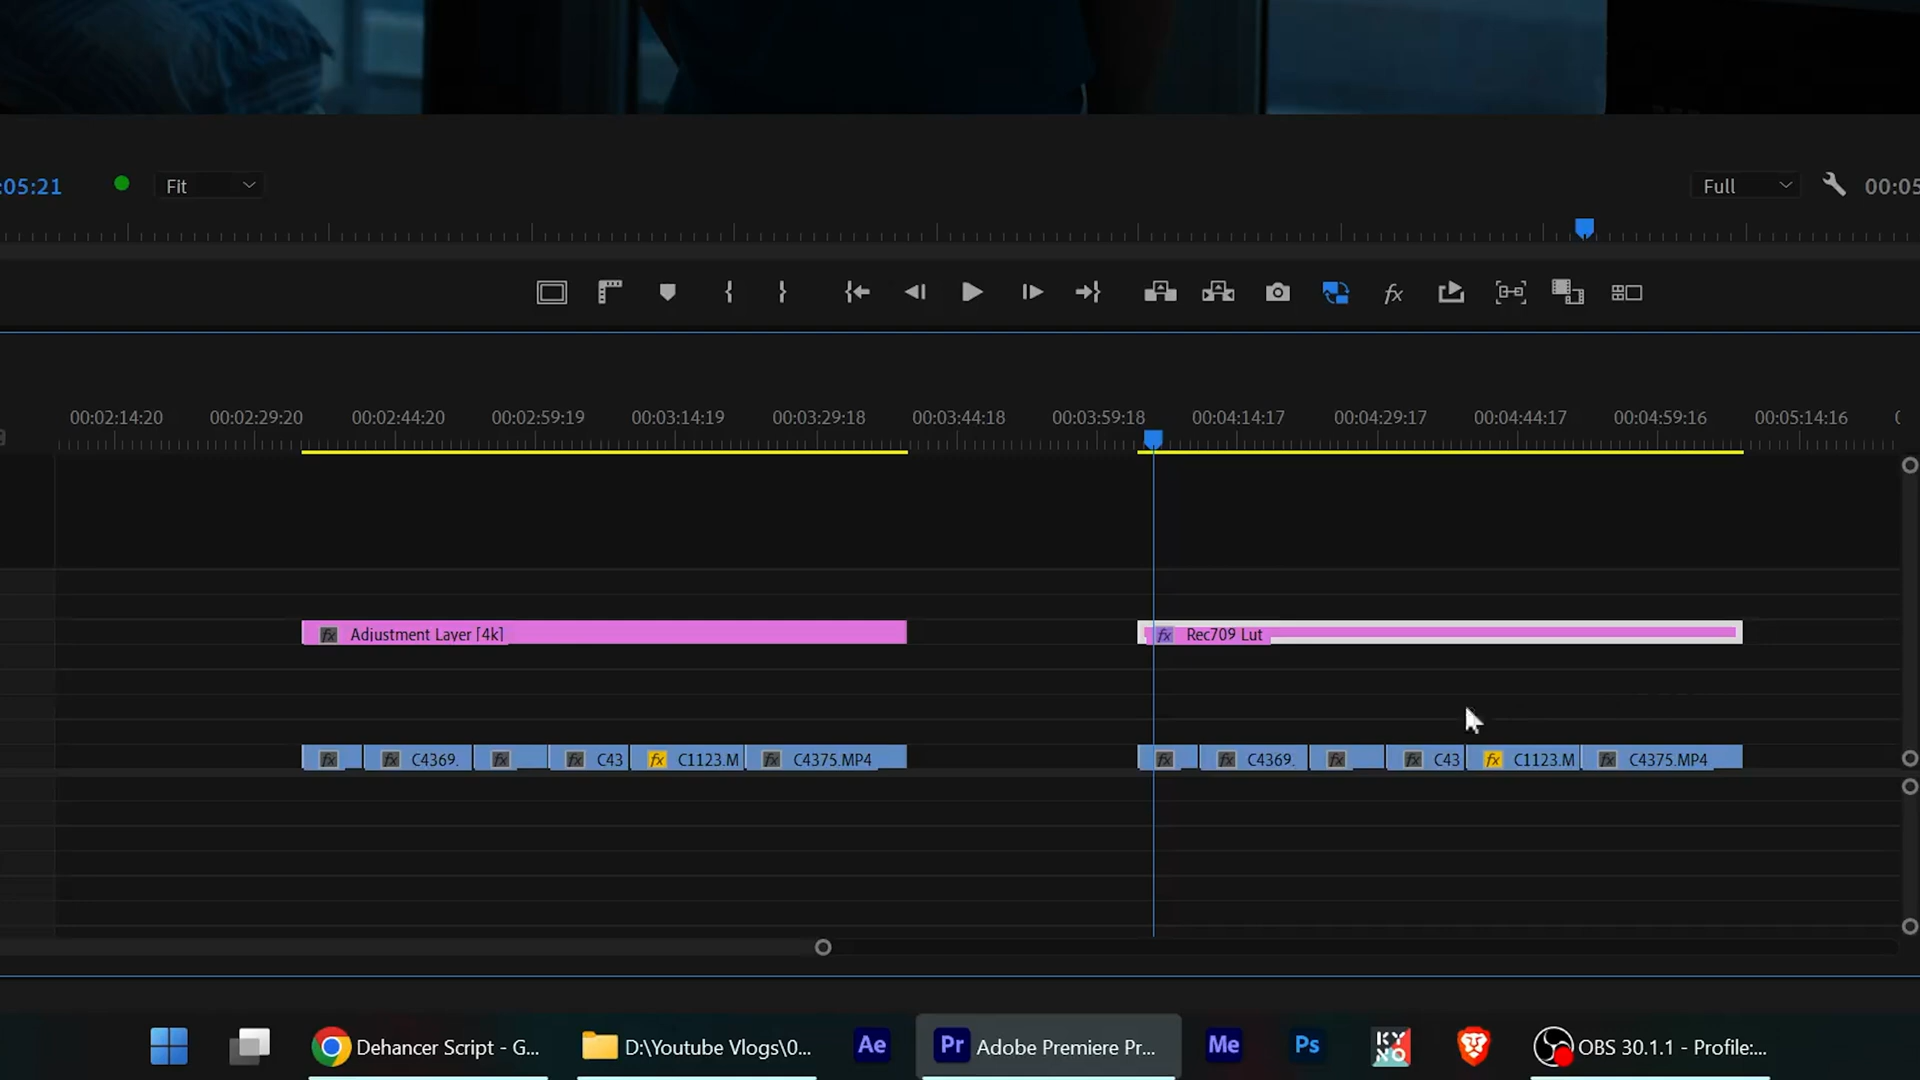 :05:21
Fit
Full
00:05
fx
00:02:14:20
00:02:29:20
00:02:44:20
00:02:59:19
00:03:14:19
00:03:29:18
00:03:44:18
00:03:59:18
00:04:14:17
00:04:29:17
00:04:44:17
00:04:59:16
00:05:14:16
fx Adjustment Layer [4k]
fx Rec709 Lut
fx
fx C4369.
fx
fx C43
fx C1123.M
fx C4375.MP4
fx
fx C4369.
fx
fx C43
fx C1123.M
fx C4375.MP4
Dehancer Script - G...
D:\Youtube Vlogs\0...
Ae
Pr Adobe Premiere Pr...
Me
Ps
KYNO
OBS 30.1.1 - Profile:...